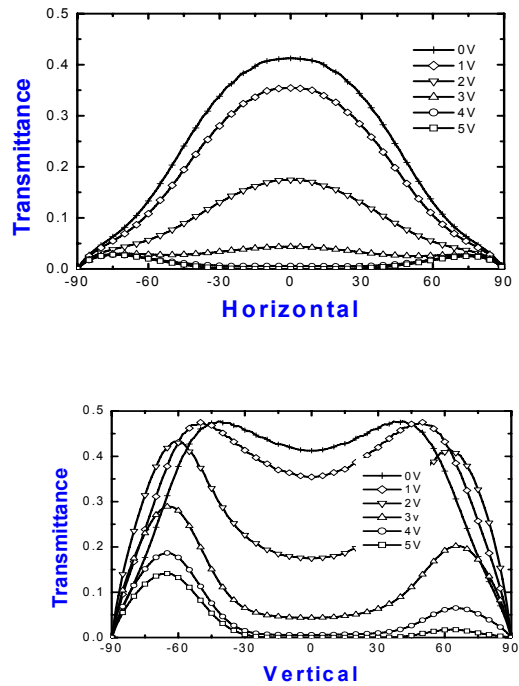 0.5
0.4
0.3
0.2
0.1
0.0
Transmittance
0V
1V
2V
3V
4V
5V
-90 -60 -30 0 30 60 90
Horizontal
0.5
0.4
0.3
0.2
0.1
0.0
Transmittance
0V
1V
2V
3v
4V
5V
-90 -60 -30 0 30 60 90
Vertical